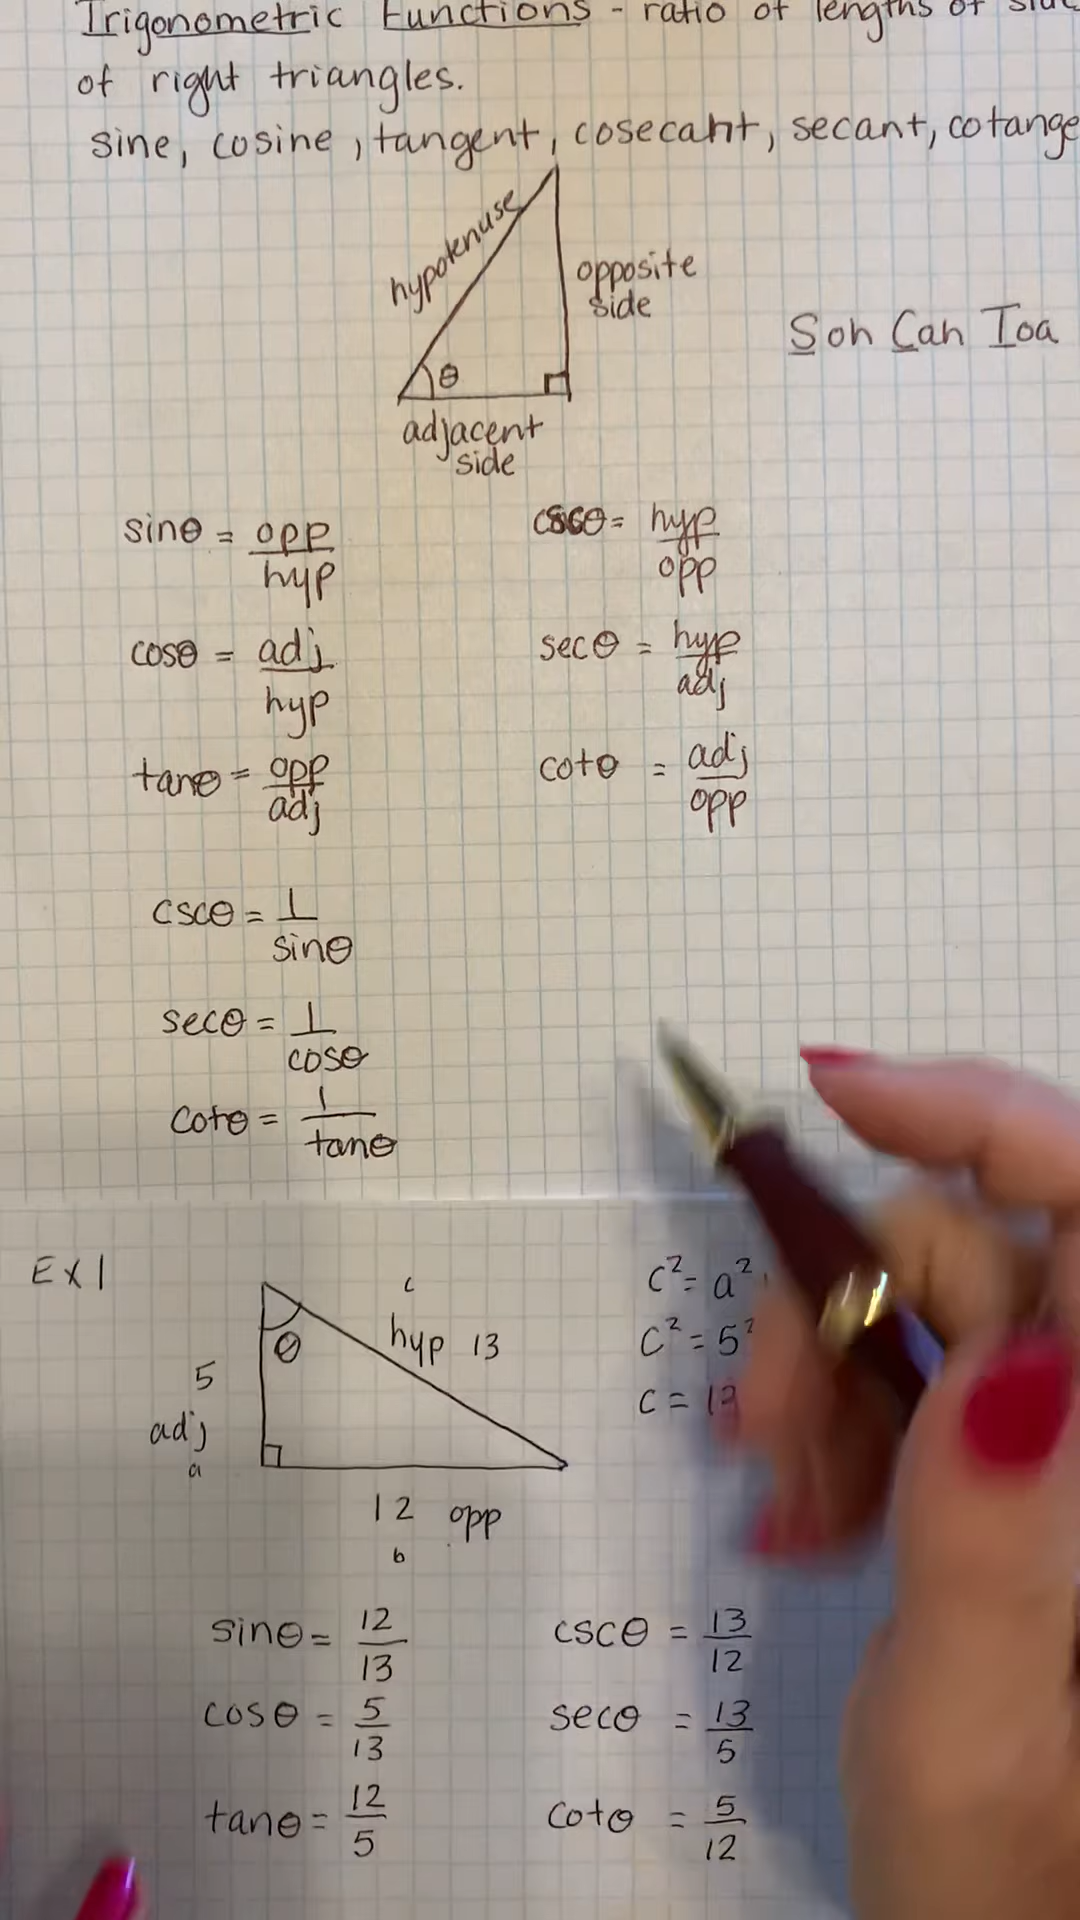 Trigonometric Functions - ratio of lengths of
of right triangles.
sine, cosine, tangent, cosecant, secant, cotange
hypotenuse
opposite
side
θ
adjacent
side
Soh Cah Toa
sinθ = opp/hyp
cscθ = hyp/opp
cosθ = adj/hyp
secθ = hyp/adj
tanθ = opp/adj
cotθ = adj/opp
cscθ = 1/sinθ
secθ = 1/cosθ
cotθ = 1/tanθ
Ex 1
c
hyp 13
θ
5
adj
a
12 opp
b
c² = a²
c² = 5²
c = 13
sinθ = 12/13
cscθ = 13/12
cosθ = 5/13
secθ = 13/5
tanθ = 12/5
cotθ = 5/12